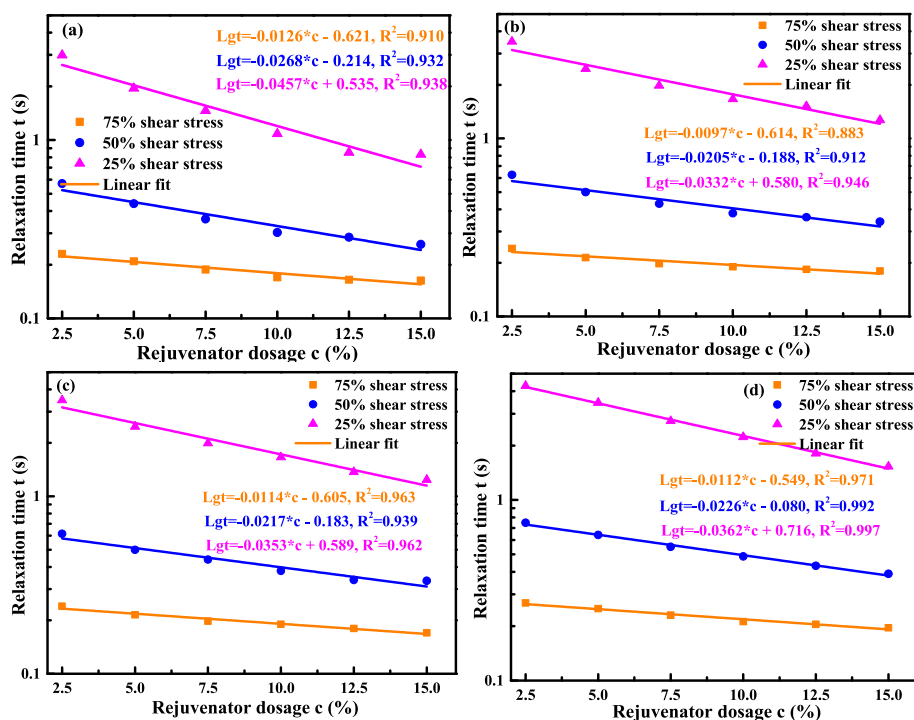 (a)
Lgt=-0.0126*c - 0.621, R²=0.910
Lgt=-0.0268*c - 0.214, R²=0.932
Lgt=-0.0457*c + 0.535, R²=0.938
75% shear stress
50% shear stress
25% shear stress
Linear fit
Relaxation time t (s)
1
0.1
2.5 5.0 7.5 10.0 12.5 15.0
Rejuvenator dosage c (%)
(b)
75% shear stress
50% shear stress
25% shear stress
Linear fit
Lgt=-0.0097*c - 0.614, R²=0.883
Lgt=-0.0205*c - 0.188, R²=0.912
Lgt=-0.0332*c + 0.580, R²=0.946
Relaxation time t (s)
1
0.1
2.5 5.0 7.5 10.0 12.5 15.0
Rejuvenator dosage c (%)
(c)
75% shear stress
50% shear stress
25% shear stress
Linear fit
Lgt=-0.0114*c - 0.605, R²=0.963
Lgt=-0.0217*c - 0.183, R²=0.939
Lgt=-0.0353*c + 0.589, R²=0.962
Relaxation time t (s)
1
0.1
2.5 5.0 7.5 10.0 12.5 15.0
Rejuvenator dosage c (%)
(d)
75% shear stress
50% shear stress
25% shear stress
Linear fit
Lgt=-0.0112*c - 0.549, R²=0.971
Lgt=-0.0226*c - 0.080, R²=0.992
Lgt=-0.0362*c + 0.716, R²=0.997
Relaxation time t (s)
1
0.1
2.5 5.0 7.5 10.0 12.5 15.0
Rejuvenator dosage c (%)